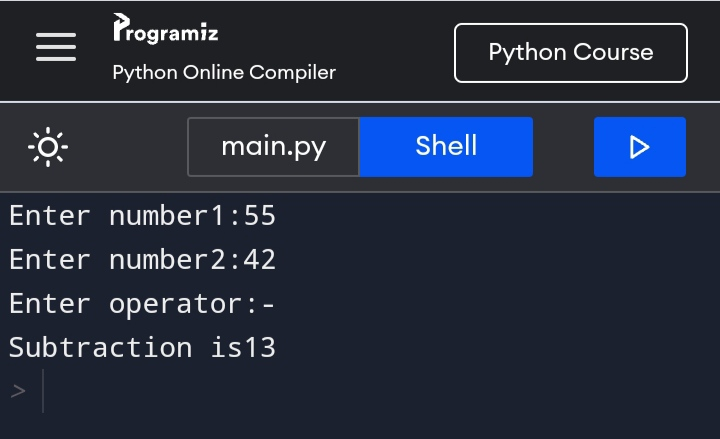 Programiz
Python Online Compiler
Python Course
main.py
Shell
Enter number1:55
Enter number2:42
Enter operator:-
Subtraction is13
>